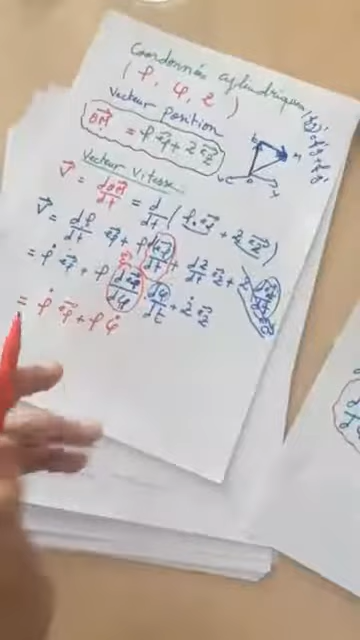 Coordonnés cylindriques
( ρ, φ, z )
Vecteur position
OM⃗ = ρ e⃗ρ + z e⃗z
Vecteur Vitesse
V⃗ = dOM⃗/dt = d/dt ( ρ. e⃗ρ + z e⃗z )
V⃗ = dρ/dt e⃗ρ + ρ de⃗ρ/dt + dz/dt e⃗z + z de⃗z/dt
= ρ̇ e⃗ρ + ρ de⃗ρ/dφ . dφ/dt + ż e⃗z
= ρ̇ e⃗ρ + ρ φ̇